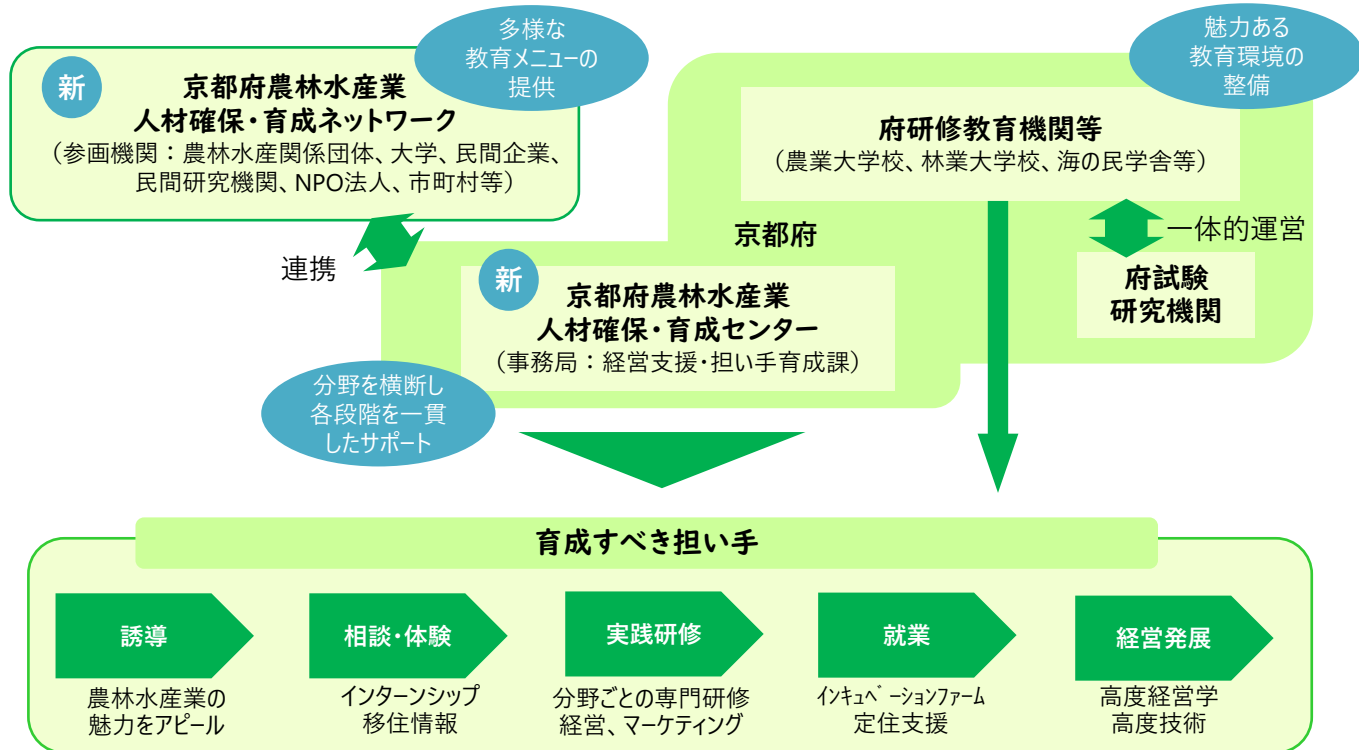 多様な
教育メニューの
提供
新
京都府農林水産業
人材確保・育成ネットワーク
（参画機関：農林水産関係団体、大学、民間企業、
民間研究機関、NPO法人、市町村等）
魅力ある
教育環境の
整備
府研修教育機関等
（農業大学校、林業大学校、海の民学舎等）
京都府
一体的運営
府試験
研究機関
連携
新
京都府農林水産業
人材確保・育成センター
（事務局：経営支援・担い手育成課）
分野を横断し
各段階を一貫
したサポート
育成すべき担い手
誘導
農林水産業の
魅力をアピール
相談・体験
インターンシップ
移住情報
実践研修
分野ごとの専門研修
経営、マーケティング
就業
ｲﾝｷｭﾍﾞｰｼｮﾝﾌｧｰﾑ
定住支援
経営発展
高度経営学
高度技術